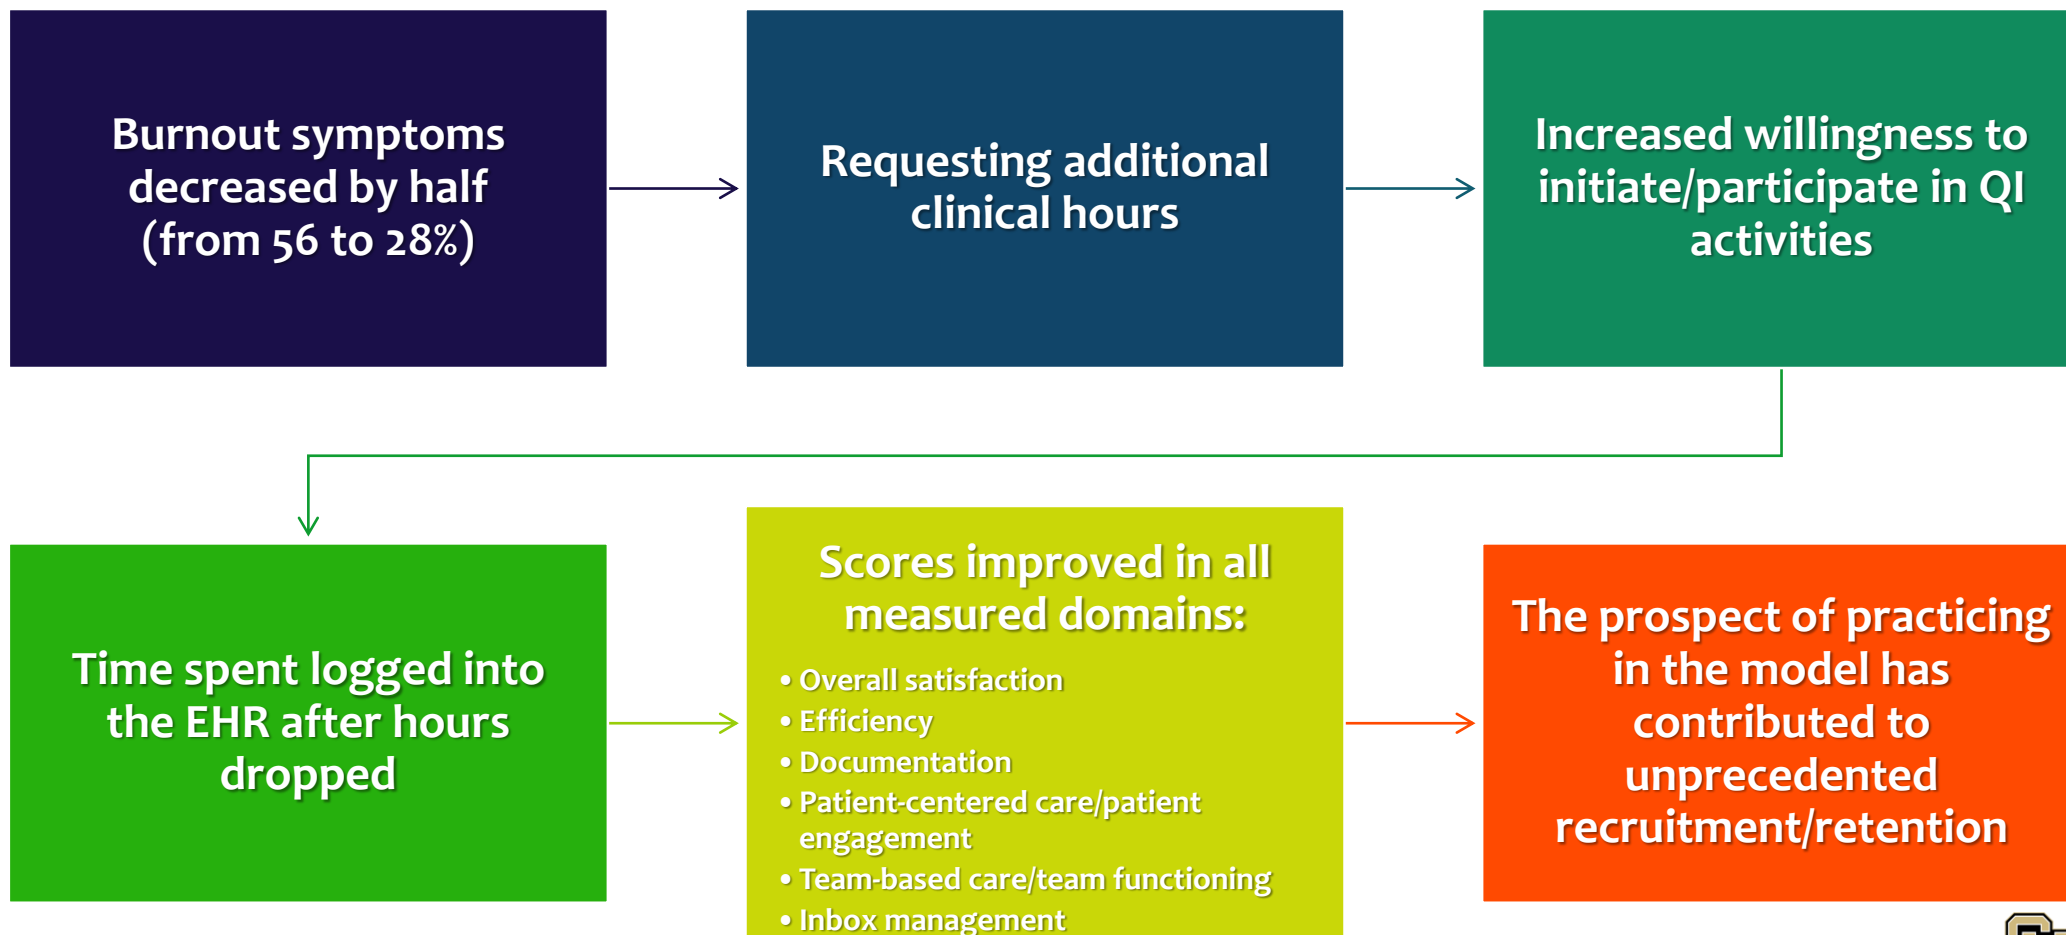 Burnout symptoms
decreased by half
(from 56 to 28%)
Requesting additional
clinical hours
Increased willingness to
initiate/participate in QI
activities
Time spent logged into
the EHR after hours
dropped
Scores improved in all
measured domains:
• Overall satisfaction
• Efficiency
• Documentation
• Patient-centered care/patient
engagement
• Team-based care/team functioning
• Inbox management
The prospect of practicing
in the model has
contributed to
unprecedented
recruitment/retention